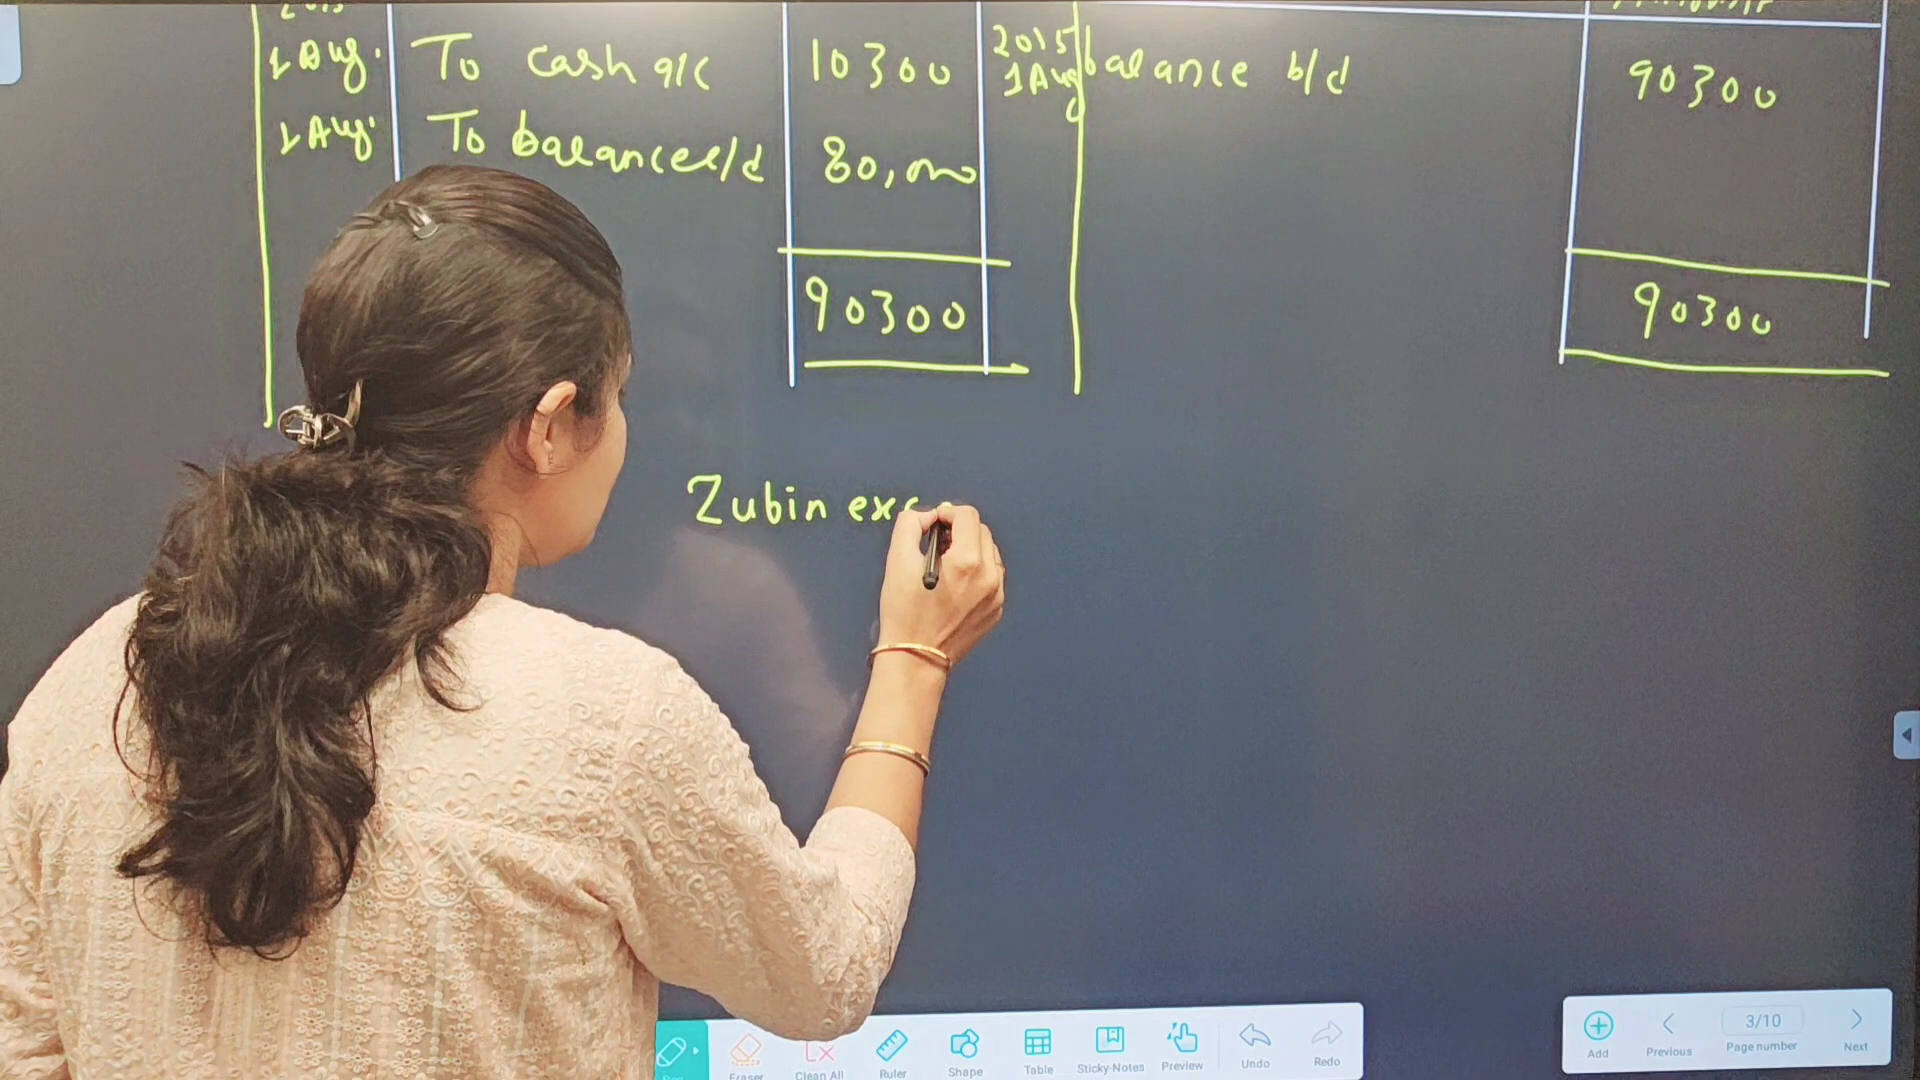 1 Aug. To cash a/c 10300 2015 1 Aug balance b/d 90300
1 Aug. To balance c/d 80,000
90300 90300
Zubin
Eraser Clean All Ruler Shape Table Sticky-Notes Preview Undo Redo
Add Previous 3/10 Page number Next